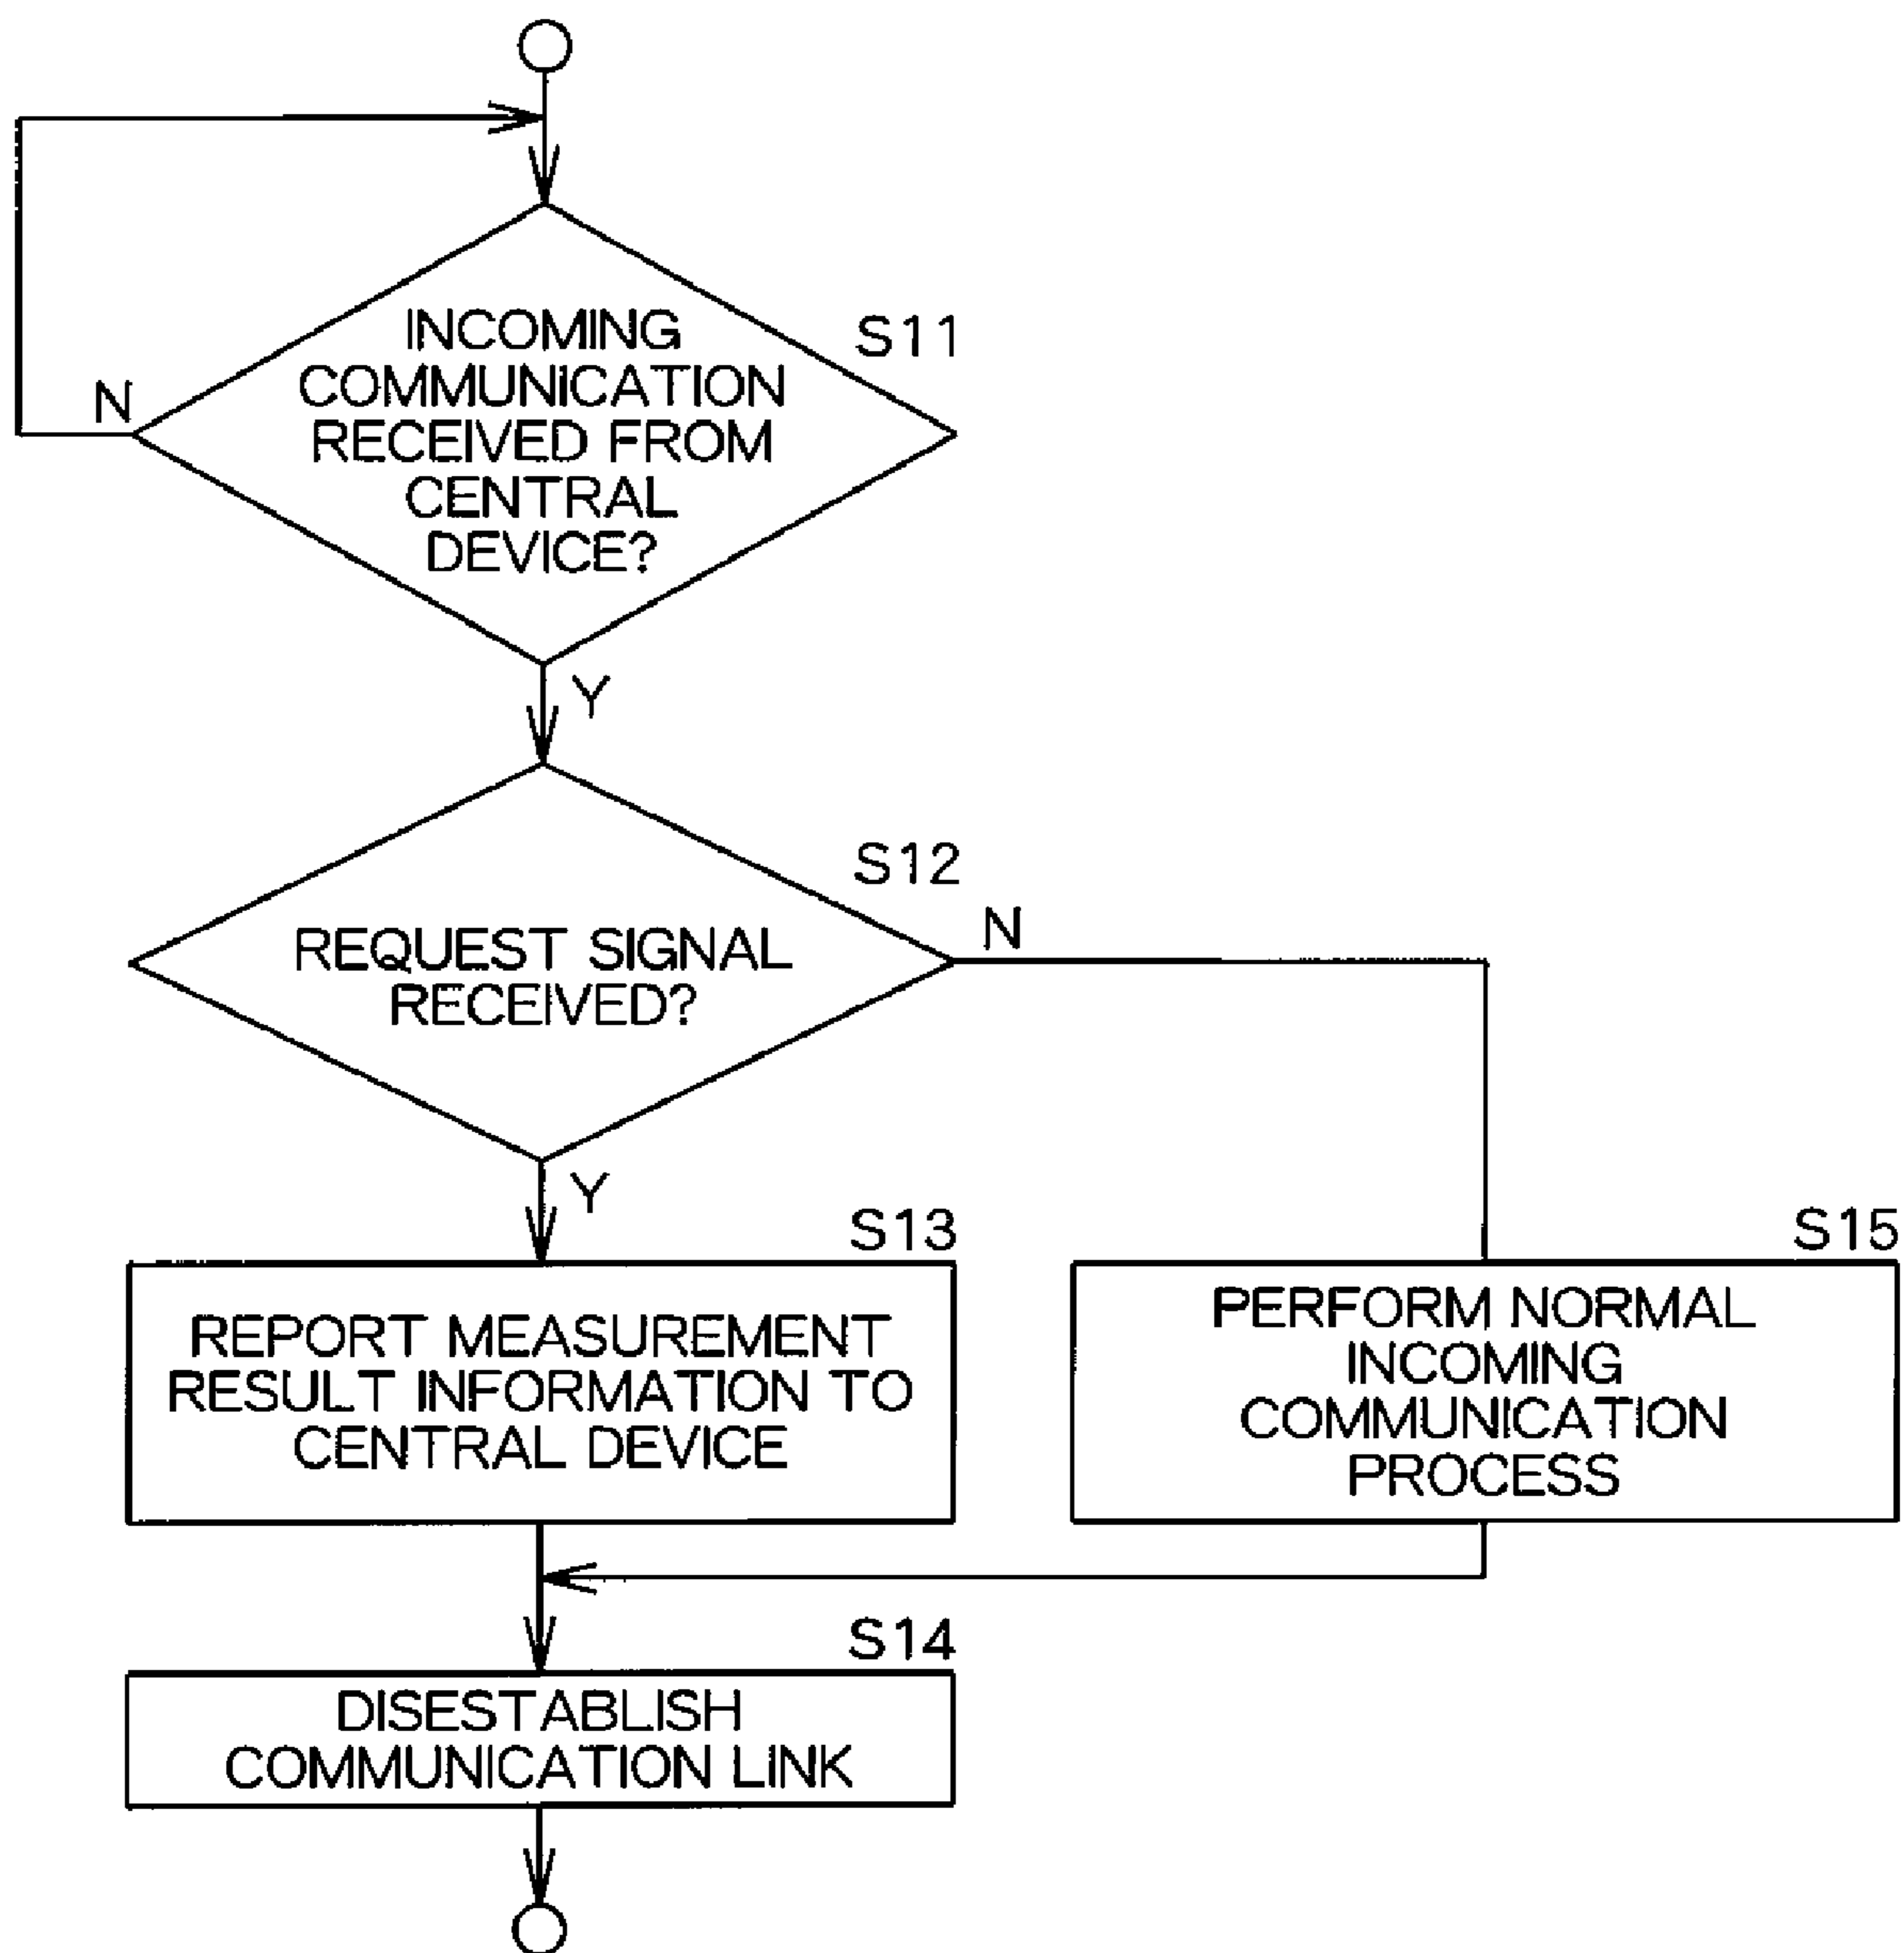 S11
INCOMING
COMMUNICATION
RECEIVED FROM
CENTRAL
DEVICE?
N
Y
S12
REQUEST SIGNAL
RECEIVED?
N
Y
S13
REPORT MEASUREMENT
RESULT INFORMATION TO
CENTRAL DEVICE
S15
PERFORM NORMAL
INCOMING
COMMUNICATION
PROCESS
S14
DISESTABLISH
COMMUNICATION LINK